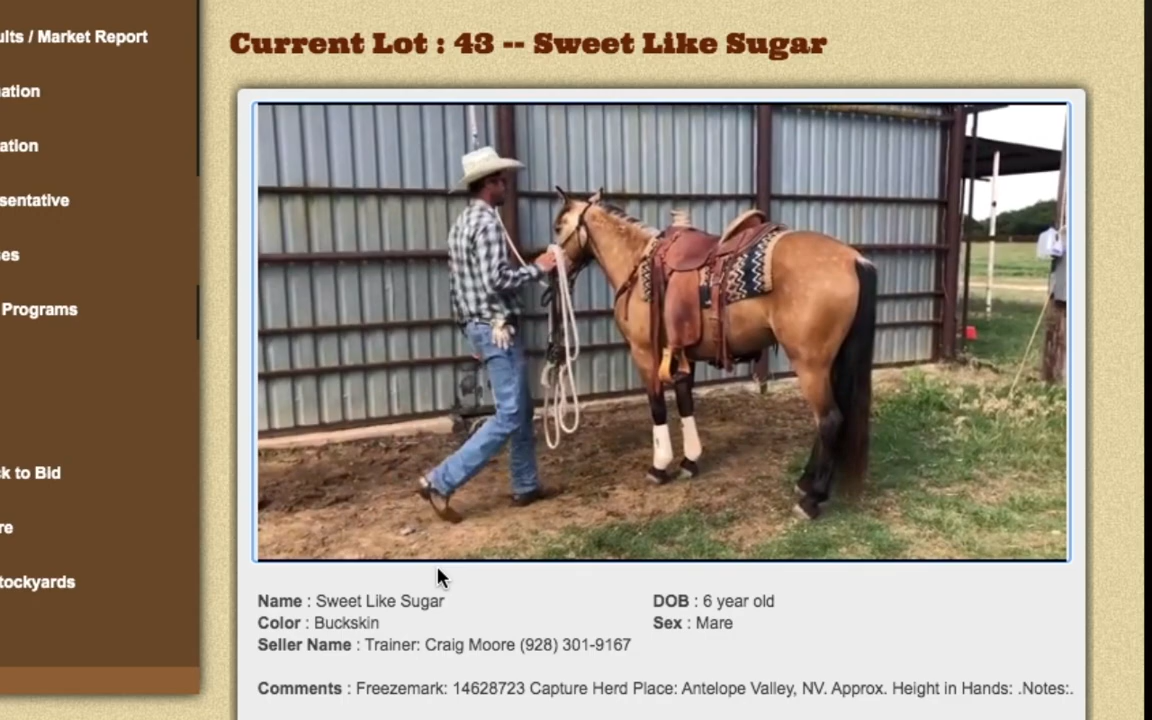 Current Lot : 43 -- Sweet Like Sugar
ults / Market Report
ation
ation
sentative
es
Programs
k to Bid
re
tockyards
Name : Sweet Like Sugar
DOB : 6 year old
Color : Buckskin
Sex : Mare
Seller Name : Trainer: Craig Moore (928) 301-9167
Comments : Freezemark: 14628723 Capture Herd Place: Antelope Valley, NV. Approx. Height in Hands: .Notes:.